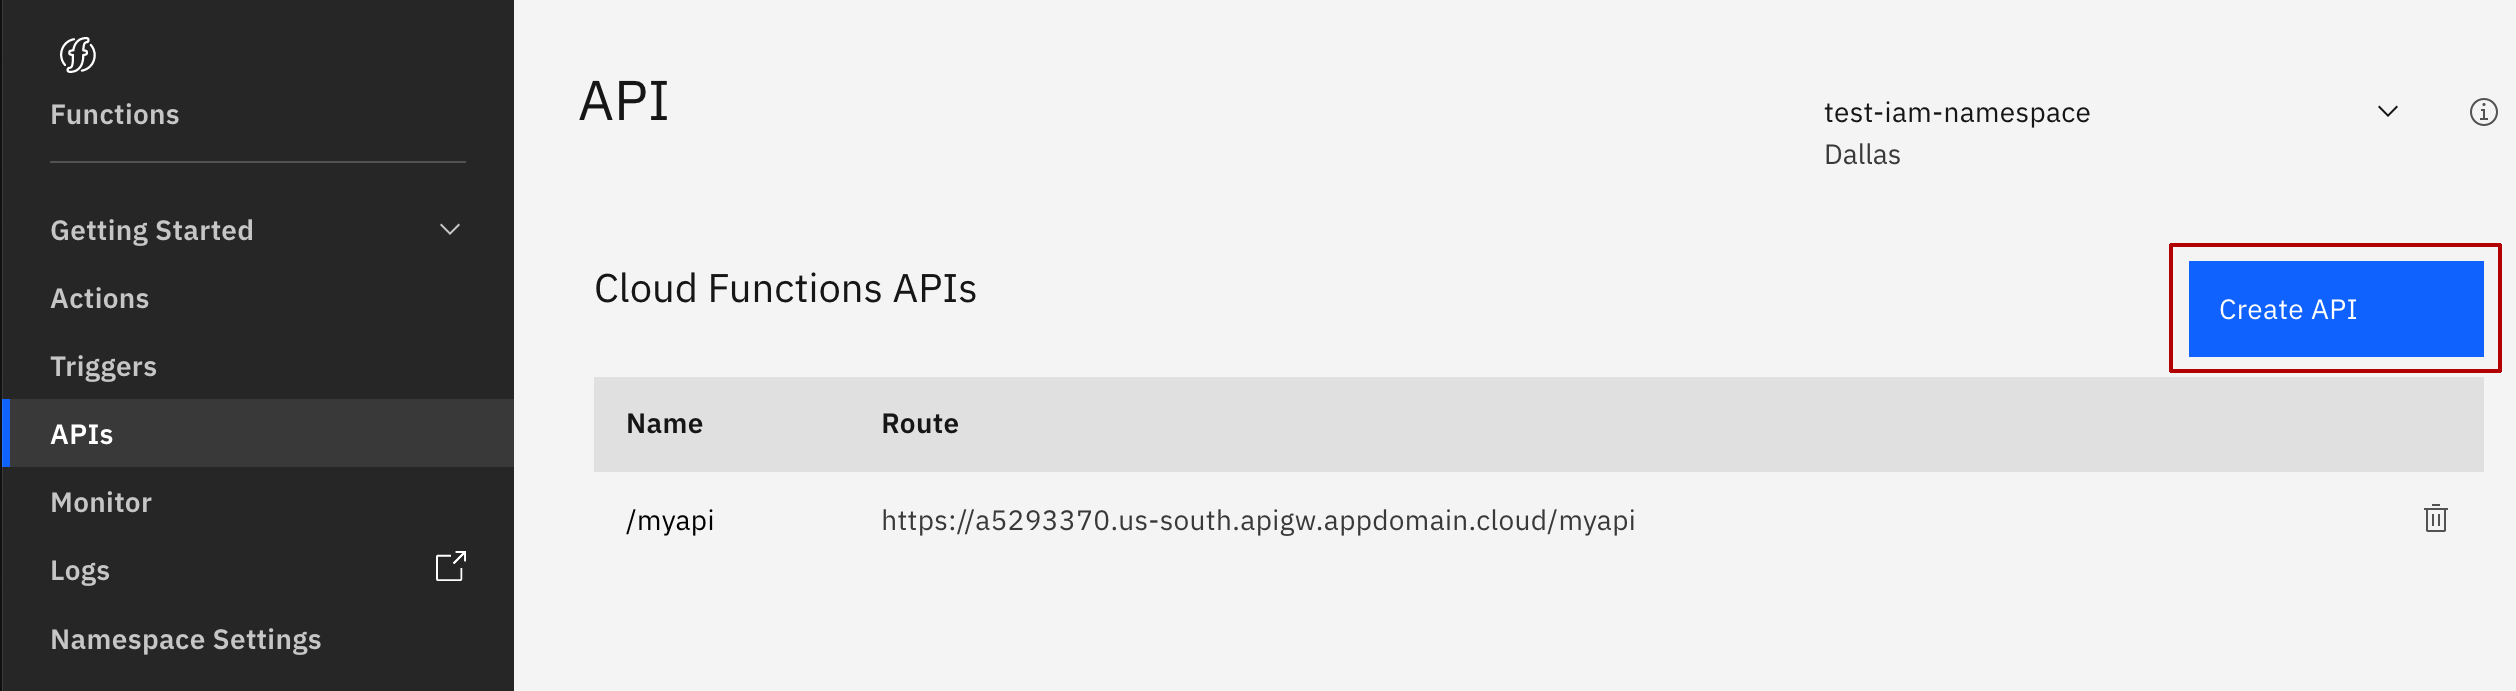 Functions
Getting Started
Actions
Triggers
APIs
Monitor
Logs
Namespace Settings
API
test-iam-namespace
Dallas
Cloud Functions APIs
Create API
Name Route
/myapi https://a5293370.us-south.apigw.appdomain.cloud/myapi